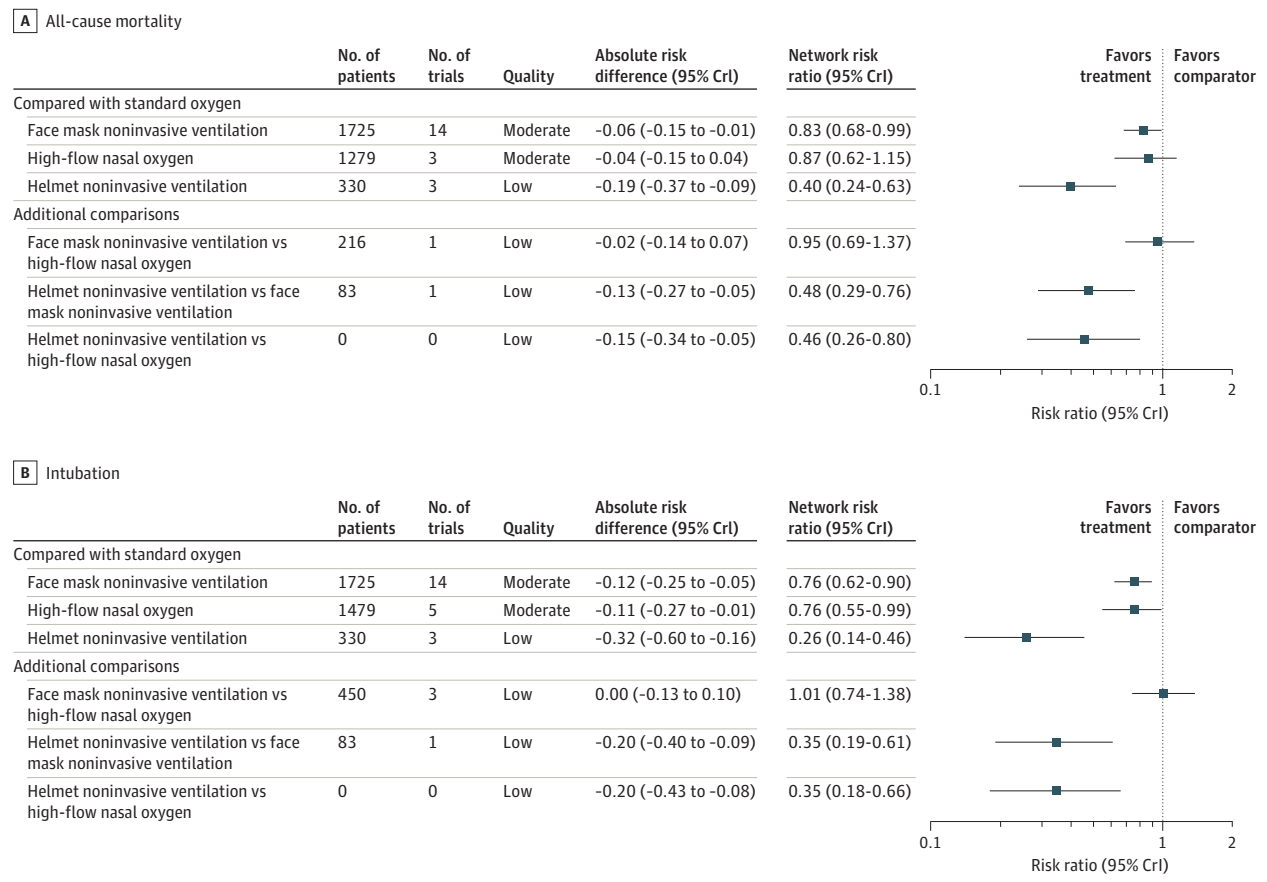 A All-cause mortality
No. of patients No. of trials Quality Absolute risk difference (95% Crl) Network risk ratio (95% CrI) Favors treatment Favors comparator
Compared with standard oxygen
Face mask noninvasive ventilation 1725 14 Moderate -0.06 (-0.15 to -0.01) 0.83 (0.68-0.99)
High-flow nasal oxygen 1279 3 Moderate -0.04 (-0.15 to 0.04) 0.87 (0.62-1.15)
Helmet noninvasive ventilation 330 3 Low -0.19 (-0.37 to -0.09) 0.40 (0.24-0.63)
Additional comparisons
Face mask noninvasive ventilation vs 216 1 Low -0.02 (-0.14 to 0.07) 0.95 (0.69-1.37)
high-flow nasal oxygen
Helmet noninvasive ventilation vs face 83 1 Low -0.13 (-0.27 to -0.05) 0.48 (0.29-0.76)
mask noninvasive ventilation
Helmet noninvasive ventilation vs 0 0 Low -0.15 (-0.34 to -0.05) 0.46 (0.26-0.80)
high-flow nasal oxygen
0.1 1 2
Risk ratio (95% CrI)
B Intubation
No. of patients No. of trials Quality Absolute risk difference (95% Crl) Network risk ratio (95% CrI) Favors treatment Favors comparator
Compared with standard oxygen
Face mask noninvasive ventilation 1725 14 Moderate -0.12 (-0.25 to -0.05) 0.76 (0.62-0.90)
High-flow nasal oxygen 1479 5 Moderate -0.11 (-0.27 to -0.01) 0.76 (0.55-0.99)
Helmet noninvasive ventilation 330 3 Low -0.32 (-0.60 to -0.16) 0.26 (0.14-0.46)
Additional comparisons
Face mask noninvasive ventilation vs 450 3 Low 0.00 (-0.13 to 0.10) 1.01 (0.74-1.38)
high-flow nasal oxygen
Helmet noninvasive ventilation vs face 83 1 Low -0.20 (-0.40 to -0.09) 0.35 (0.19-0.61)
mask noninvasive ventilation
Helmet noninvasive ventilation vs 0 0 Low -0.20 (-0.43 to -0.08) 0.35 (0.18-0.66)
high-flow nasal oxygen
0.1 1 2
Risk ratio (95% CrI)